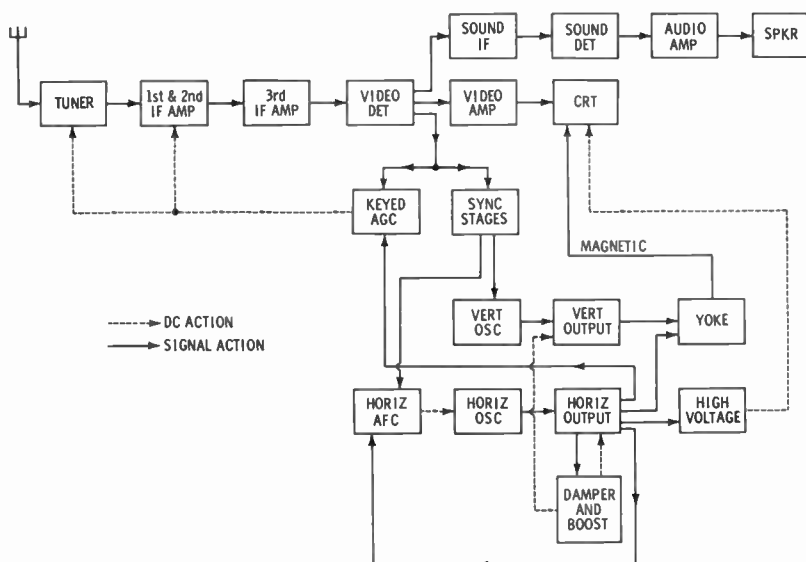 SOUND
IF
SOUND
DET
AUDIO
AMP
SPKR
TUNER
1st & 2nd
IF AMP
3rd
IF AMP
VIDEO
DET
VIDEO
AMP
CRT
KEYED
AGC
SYNC
STAGES
MAGNETIC
VERT
OSC
VERT
OUTPUT
YOKE
DC ACTION
SIGNAL ACTION
HORIZ
AFC
HORIZ
OSC
HORIZ
OUTPUT
HIGH
VOLTAGE
DAMPER
AND
BOOST